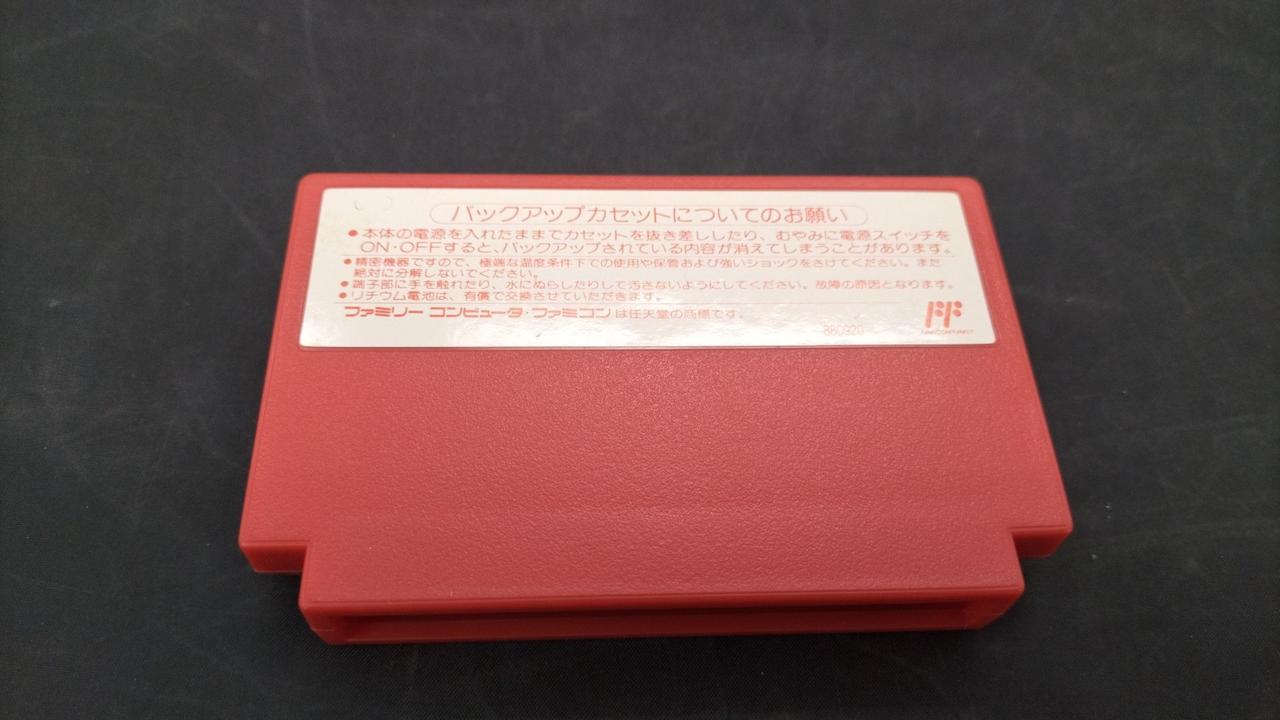 バックアップカセットについてのお願い
●本体の電源を入れたままでカセットを抜き差ししたり、むやみに電源スイッチを
ON・OFFすると、バックアップされている内容が消えてしまうことがあります。
●精密機器ですので、極端な温度条件下での使用や保管および強いショックをさけてください。また
絶対に分解しないでください。
●端子部に手を触れたり、水にぬらしたりして汚さないようにしてください。故障の原因となります。
●リチウム電池は、有償で交換させていただきます。
ファミリー コンピュータ・ファミコンは任天堂の商標です。
880920